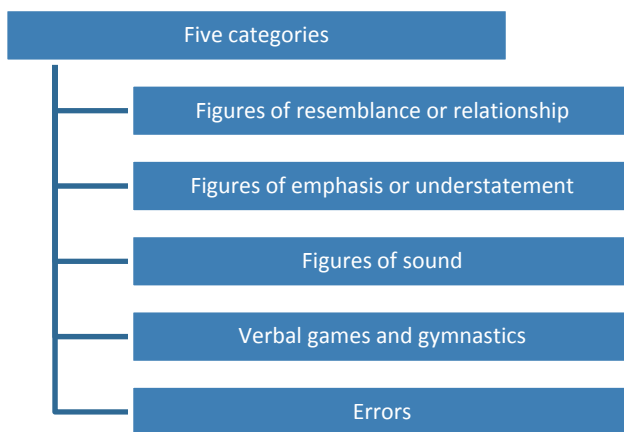 Five categories
Figures of resemblance or relationship
Figures of emphasis or understatement
Figures of sound
Verbal games and gymnastics
Errors